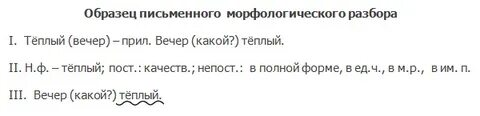 Образец письменного морфологического разбора
I. Тёплый (вечер) – прил. Вечер (какой?) тёплый.
II. Н.ф. – тёплый; пост.: качеств.; непост.: в полной форме, в ед.ч., в м.р., в им. п.
III. Вечер (какой?) тёплый.